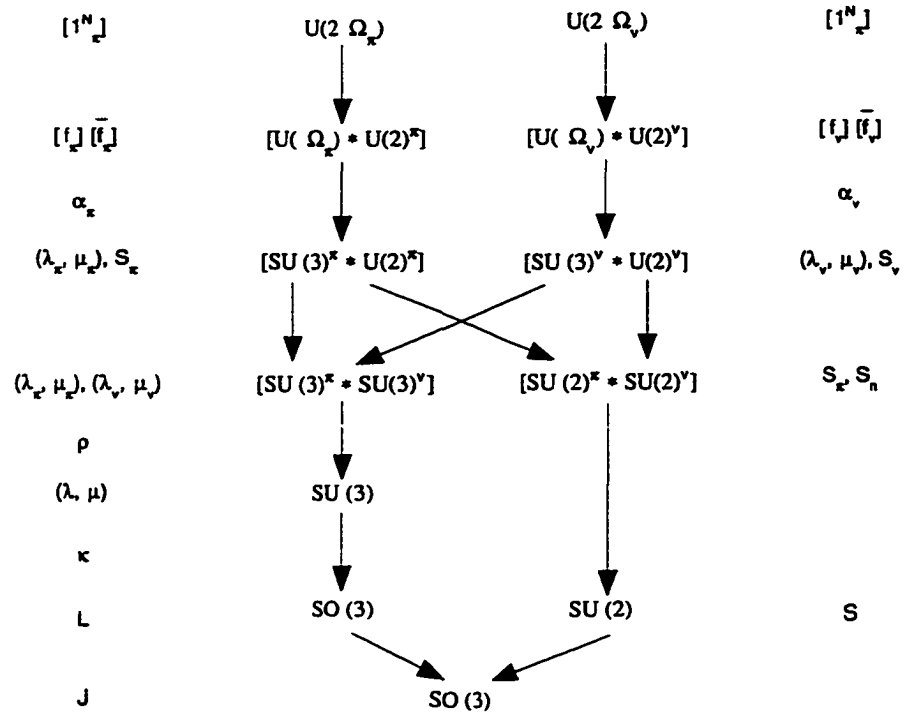 [1^N_π] U(2 Ω_π) U(2 Ω_ν) [1^N_π]
[f_π] [f̄_π] [U( Ω_π) * U(2)^π] [U( Ω_ν) * U(2)^ν] [f_ν] [f̄_ν]
α_π α_ν
(λ_π, μ_π), S_π [SU (3)^π * U(2)^π] [SU (3)^ν * U(2)^ν] (λ_ν, μ_ν), S_ν
(λ_π, μ_π), (λ_ν, μ_ν) [SU (3)^π * SU(3)^ν] [SU (2)^π * SU(2)^ν] S_π, S_n
ρ
(λ, μ) SU (3)
κ
L SO (3) SU (2) S
J SO (3)